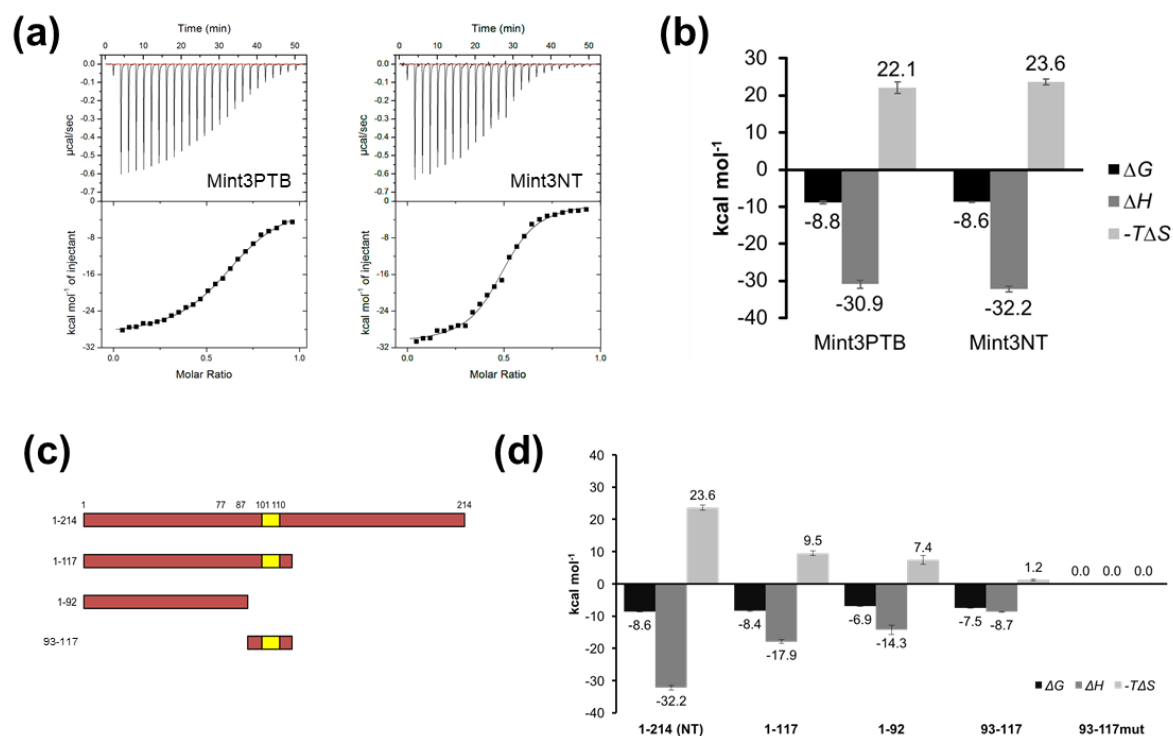 (a)
Time (min)
0 10 20 30 40 50
0.0
-0.1
-0.2
-0.3
-0.4
-0.5
-0.6
-0.7
µcal/sec
Mint3PTB
-8
-16
-24
-32
kcal mol-1 of injectant
0.0 0.5 1.0
Molar Ratio
Time (min)
0 10 20 30 40 50
0.0
-0.1
-0.2
-0.3
-0.4
-0.5
-0.6
-0.7
µcal/sec
Mint3NT
-8
-16
-24
-32
kcal mol-1 of injectant
0.0 0.5 1.0
Molar Ratio
(b)
kcal mol-1
30
20
10
0
-10
-20
-30
-40
22.1
23.6
-8.8
-8.6
-30.9
-32.2
Mint3PTB Mint3NT
ΔG
ΔH
-TΔS
(c)
1 77 87 101 110 214
1-214
1-117
1-92
93-117
(d)
kcal mol-1
40
30
20
10
0
-10
-20
-30
-40
23.6
9.5
7.4
1.2
0.0 0.0 0.0
-8.6
-8.4
-6.9
-7.5
-8.7
-14.3
-17.9
-32.2
ΔG ΔH -TΔS
1-214 (NT) 1-117 1-92 93-117 93-117mut